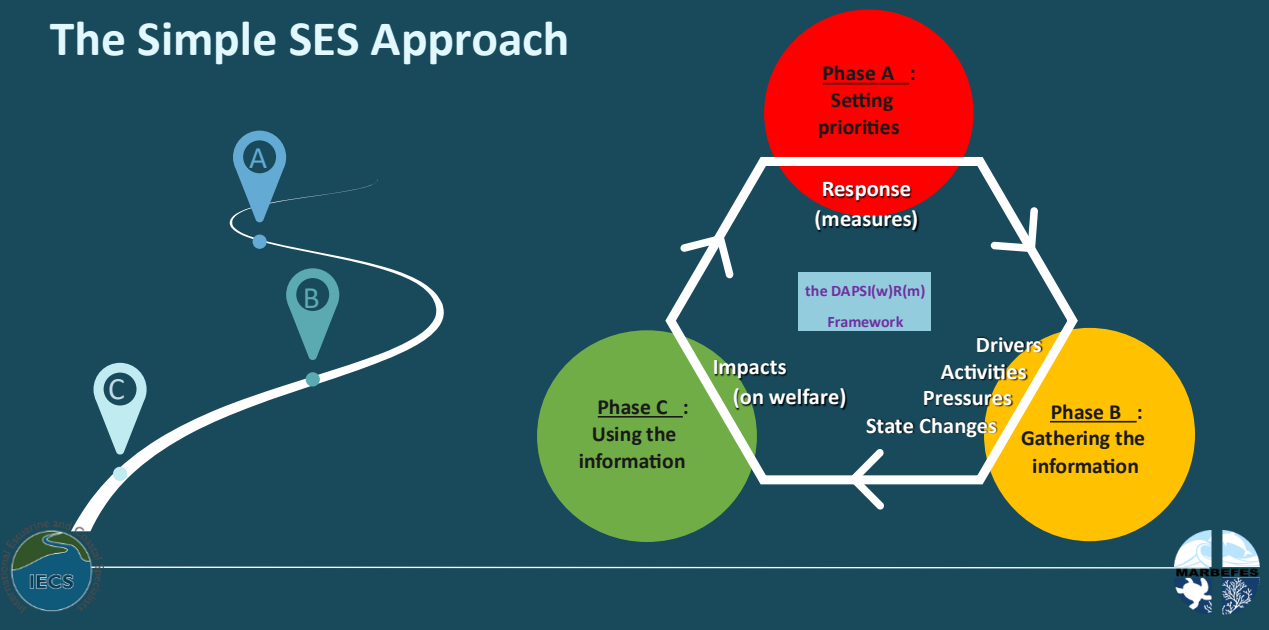 The Simple SES Approach
A
B
C
Phase A :
Setting
priorities
Response
(measures)
the DAPSI(w)R(m)
Framework
Drivers
Activities
Pressures
State Changes
Phase B :
Gathering the
information
Impacts
(on welfare)
Phase C :
Using the
information
IECS
MARBEFES